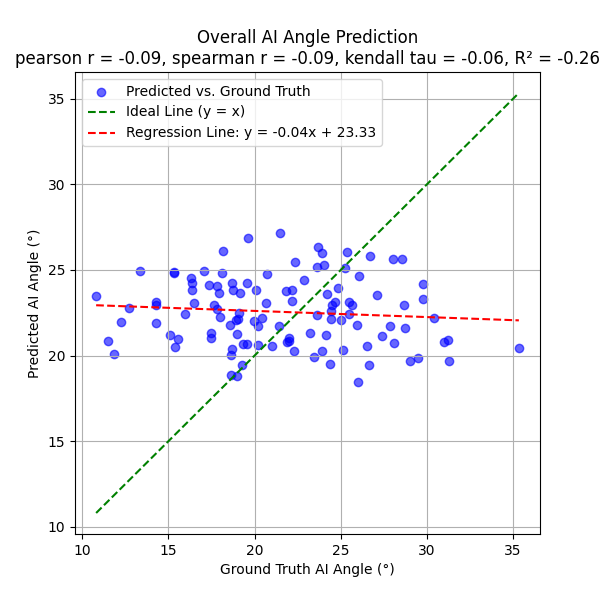 Overall AI Angle Prediction
pearson r = -0.09, spearman r = -0.09, kendall tau = -0.06, R² = -0.26
Predicted vs. Ground Truth
Ideal Line (y = x)
Regression Line: y = -0.04x + 23.33
35
30
25
20
15
10
Predicted AI Angle (°)
10 15 20 25 30 35
Ground Truth AI Angle (°)